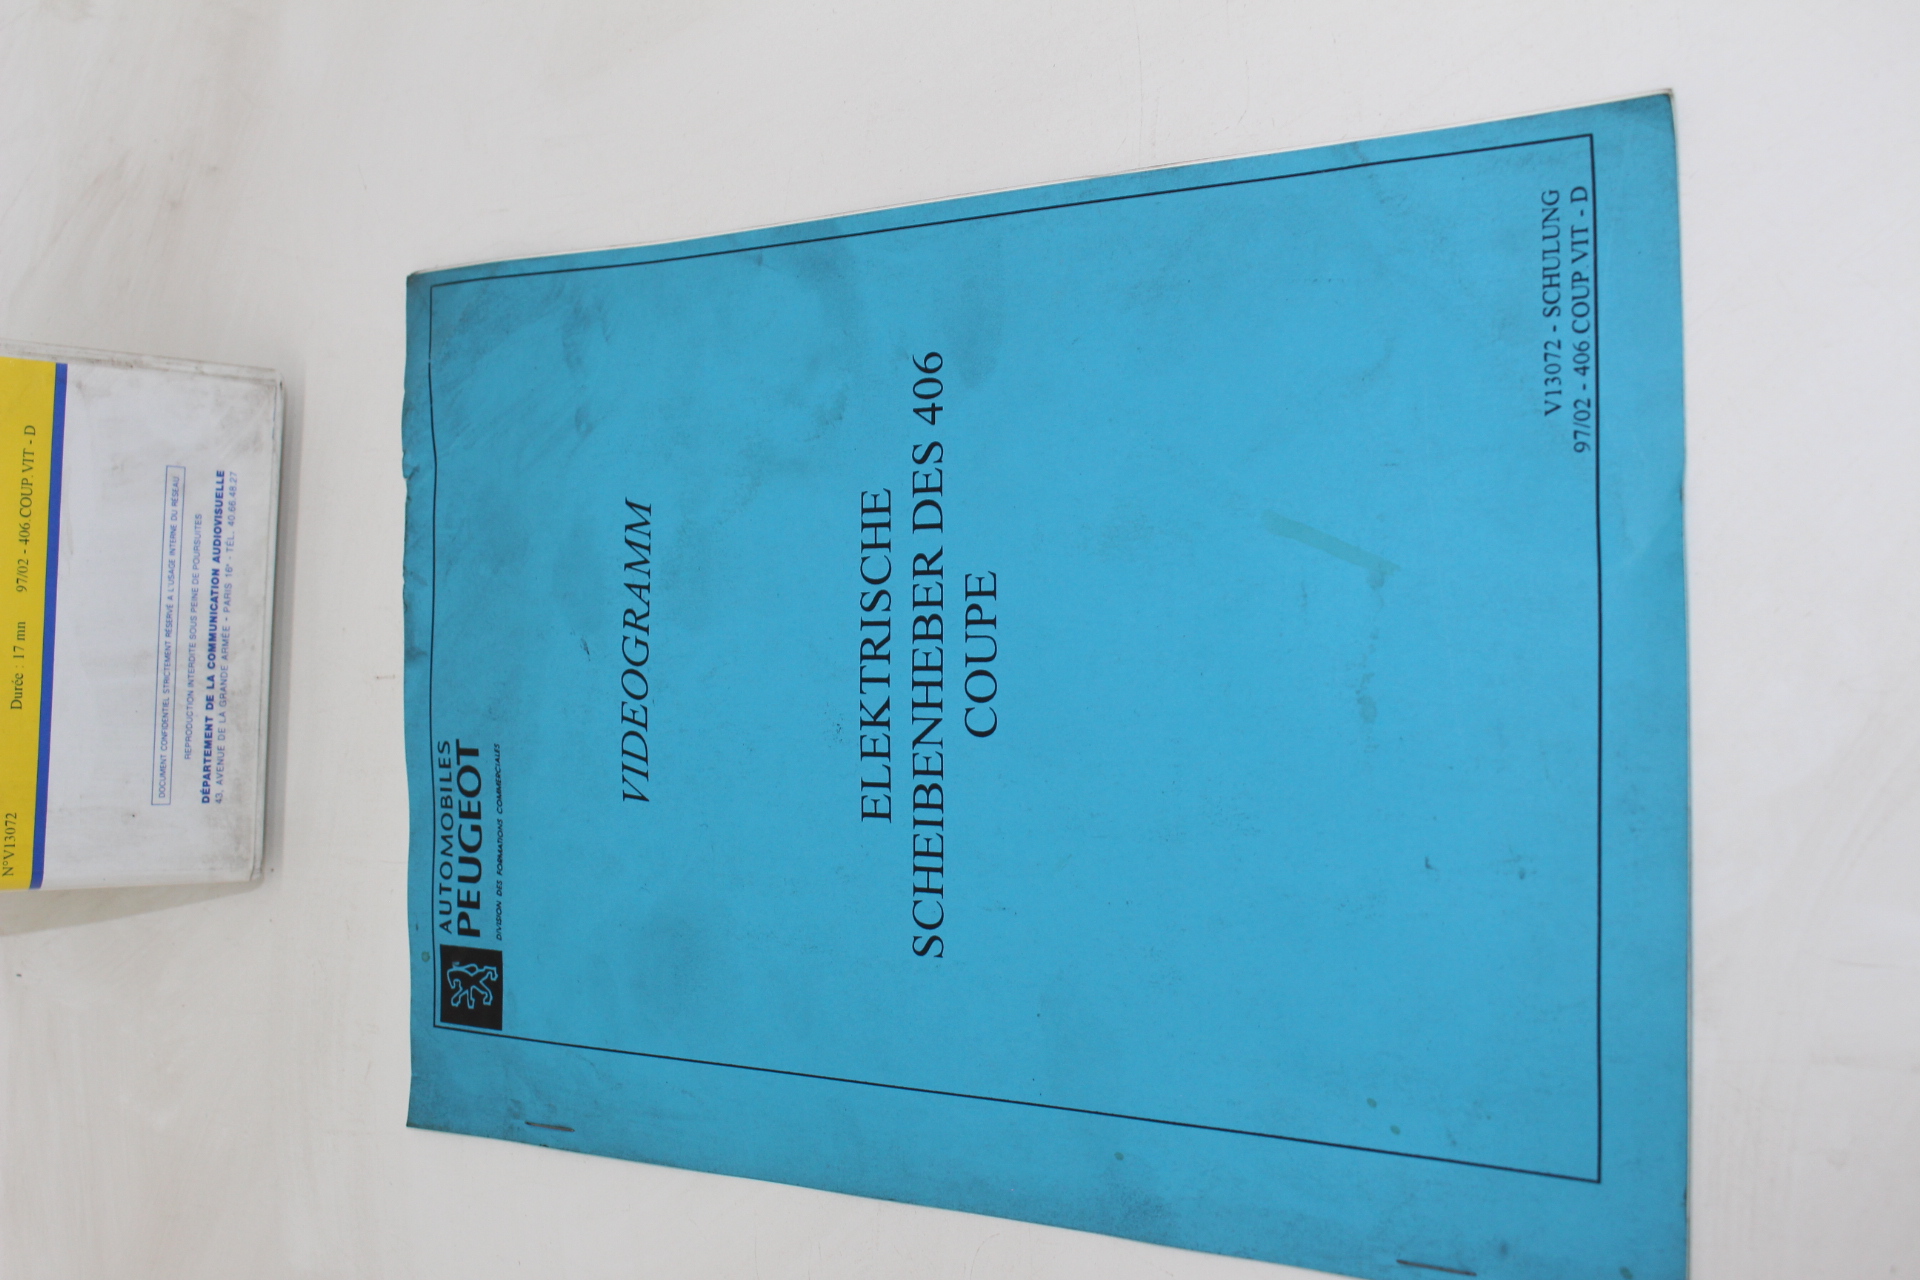 N°V13072 Durée : 17 mn 97/02 - 406.COUP.VIT - D
DOCUMENT CONFIDENTIEL STRICTEMENT RÉSERVÉ A L'USAGE INTERNE DU RÉSEAU
REPRODUCTION INTERDITE SOUS PEINE DE POURSUITES
DÉPARTEMENT DE LA COMMUNICATION AUDIOVISUELLE
43, AVENUE DE LA GRANDE ARMÉE - PARIS 16e - TÉL. 40.66.48.27
AUTOMOBILES
PEUGEOT
DIVISION DES FORMATIONS COMMERCIALES
VIDEOGRAMM
ELEKTRISCHE
SCHEIBENHEBER DES 406
COUPE
V13072 - SCHULUNG
97/02 - 406.COUP.VIT - D